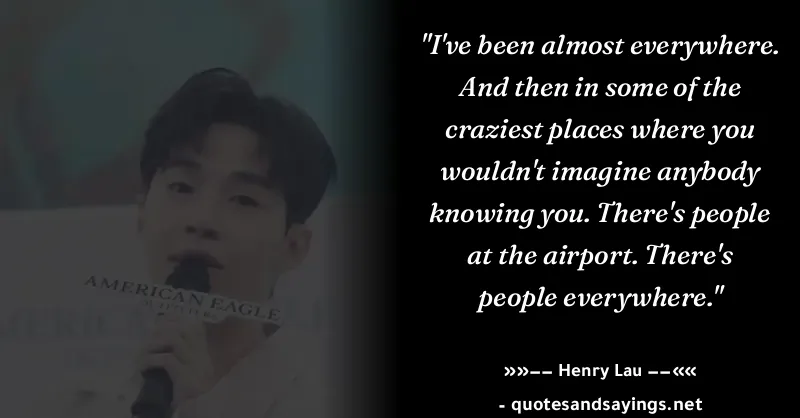 "I've been almost everywhere.
And then in some of the
craziest places where you
wouldn't imagine anybody
knowing you. There's people
at the airport. There's
people everywhere."
»»−− Henry Lau −−««
- quotesandsayings.net
AMERICAN EAGLE